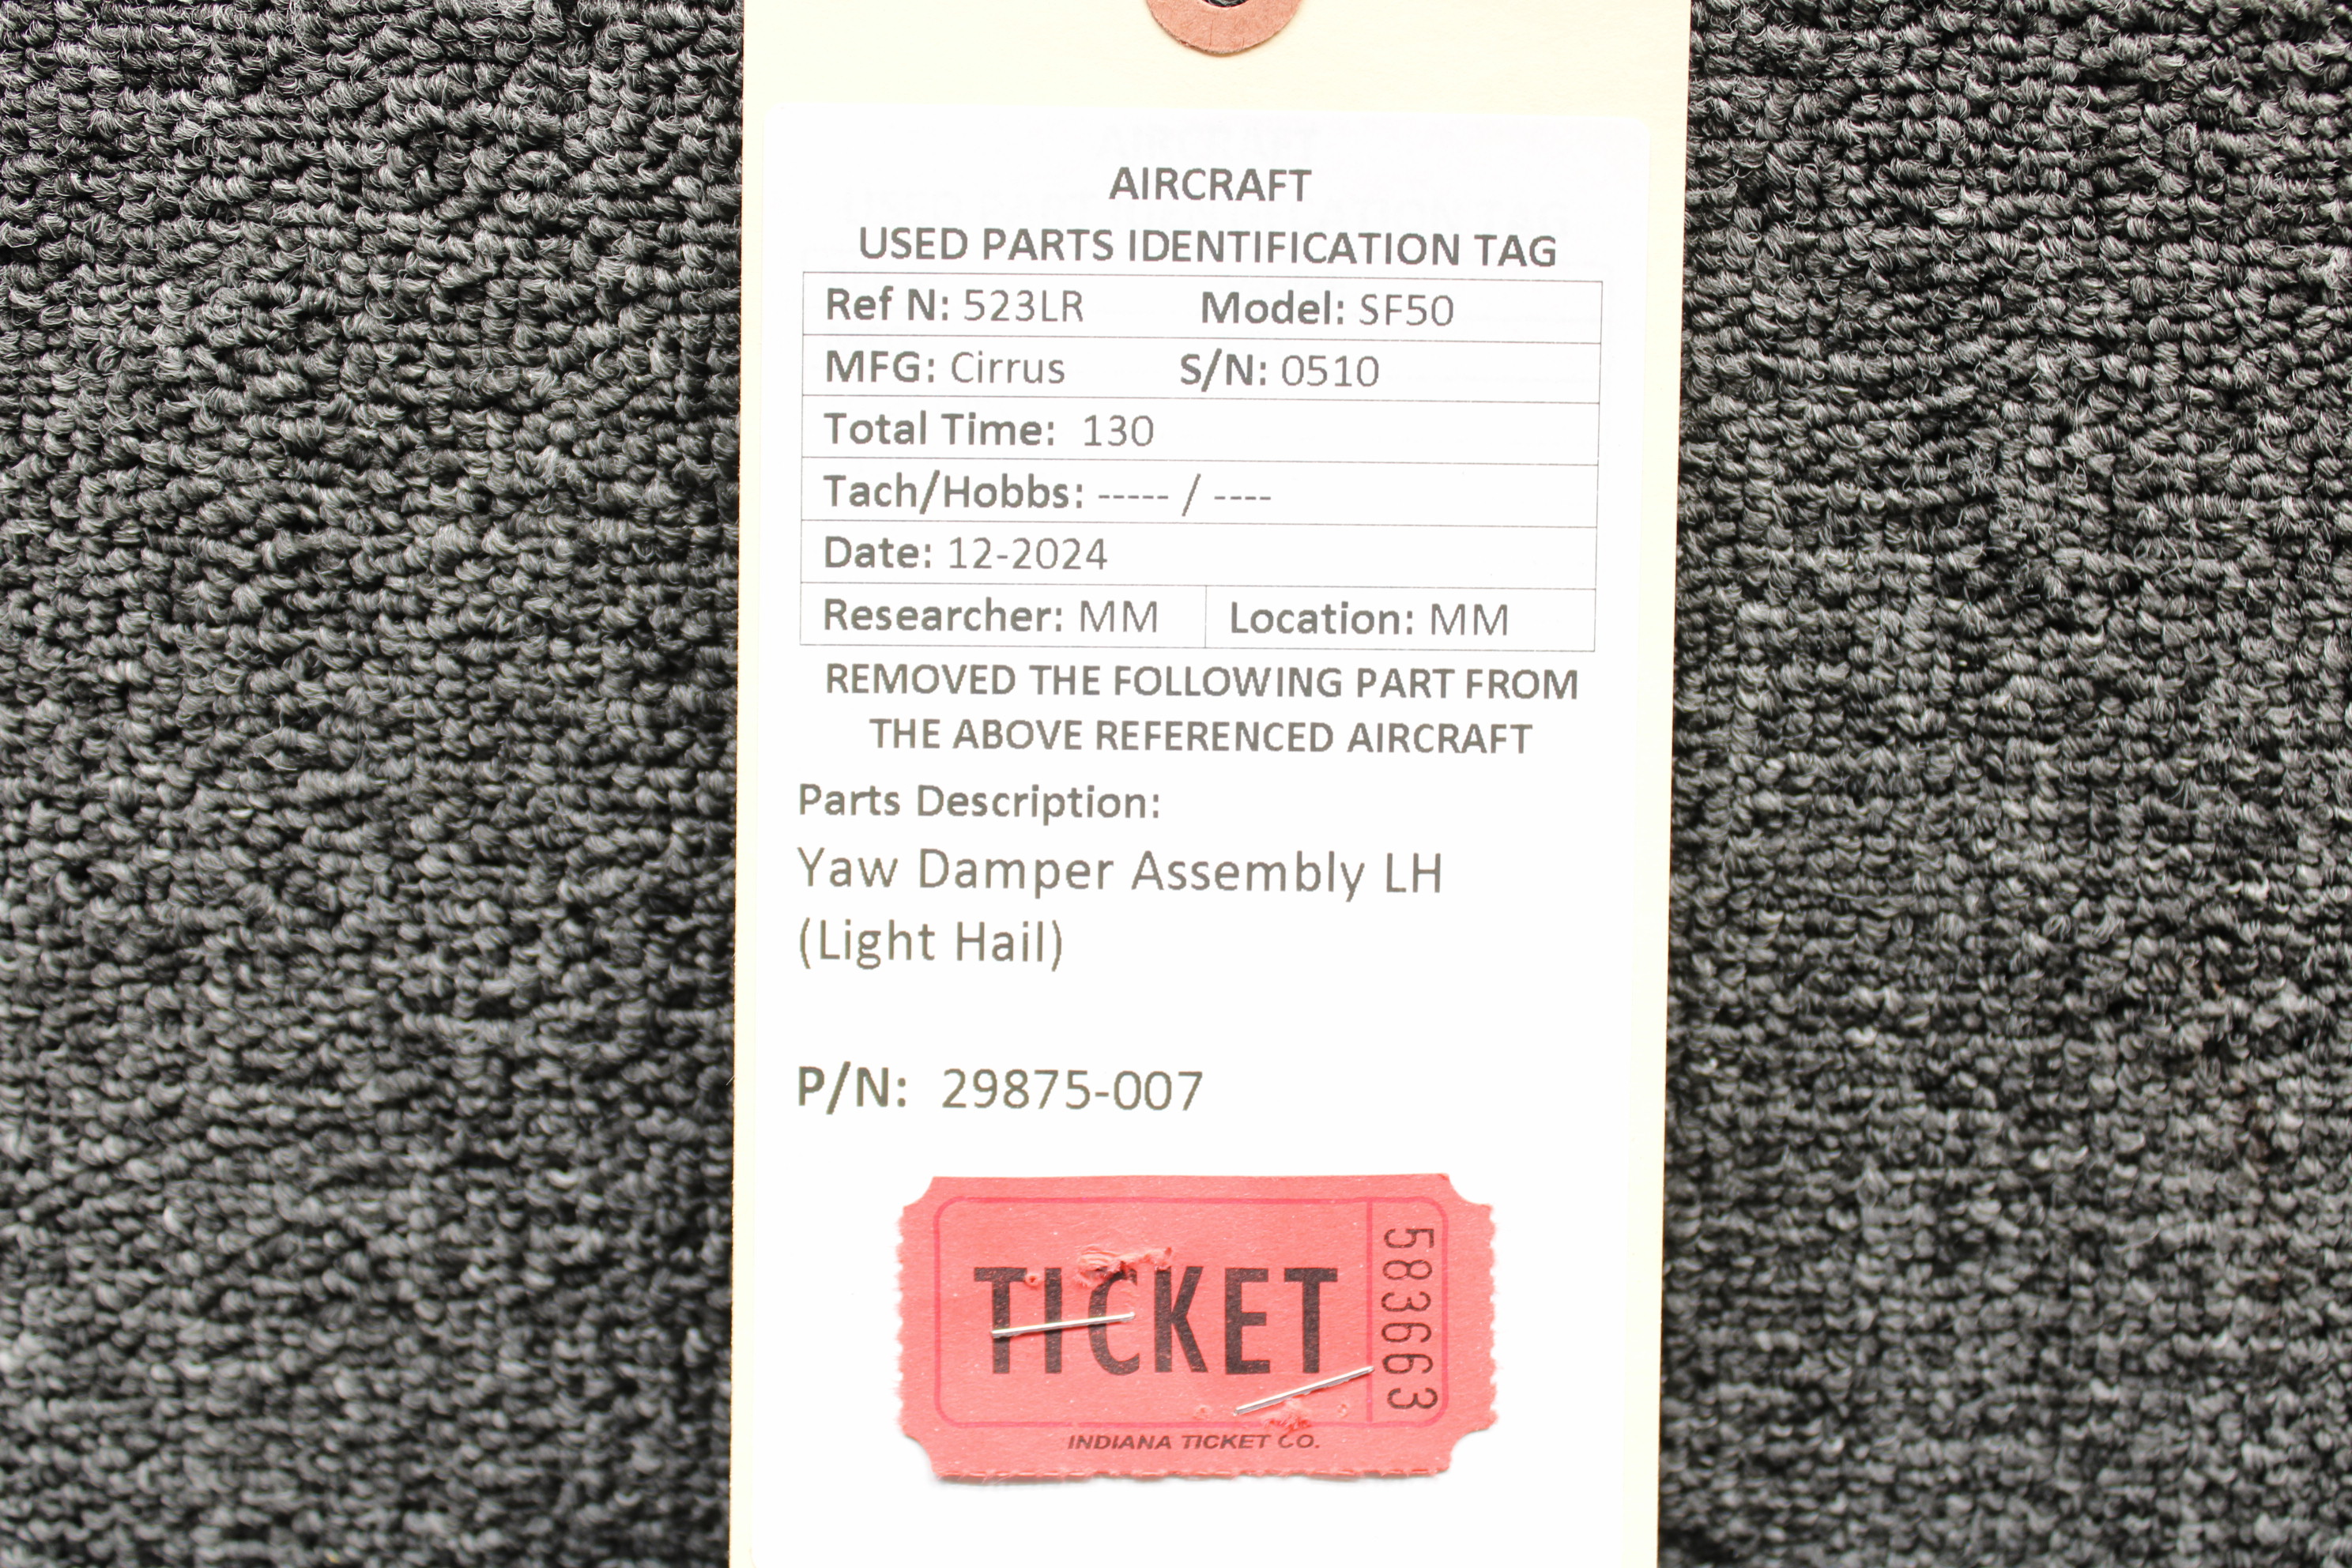 AIRCRAFT
USED PARTS IDENTIFICATION TAG
Ref N: 523LR Model: SF50
MFG: Cirrus S/N: 0510
Total Time: 130
Tach/Hobbs: ----- / ----
Date: 12-2024
Researcher: MM Location: MM
REMOVED THE FOLLOWING PART FROM
THE ABOVE REFERENCED AIRCRAFT
Parts Description:
Yaw Damper Assembly LH
(Light Hail)
P/N: 29875-007
TICKET
583663
INDIANA TICKET CO.